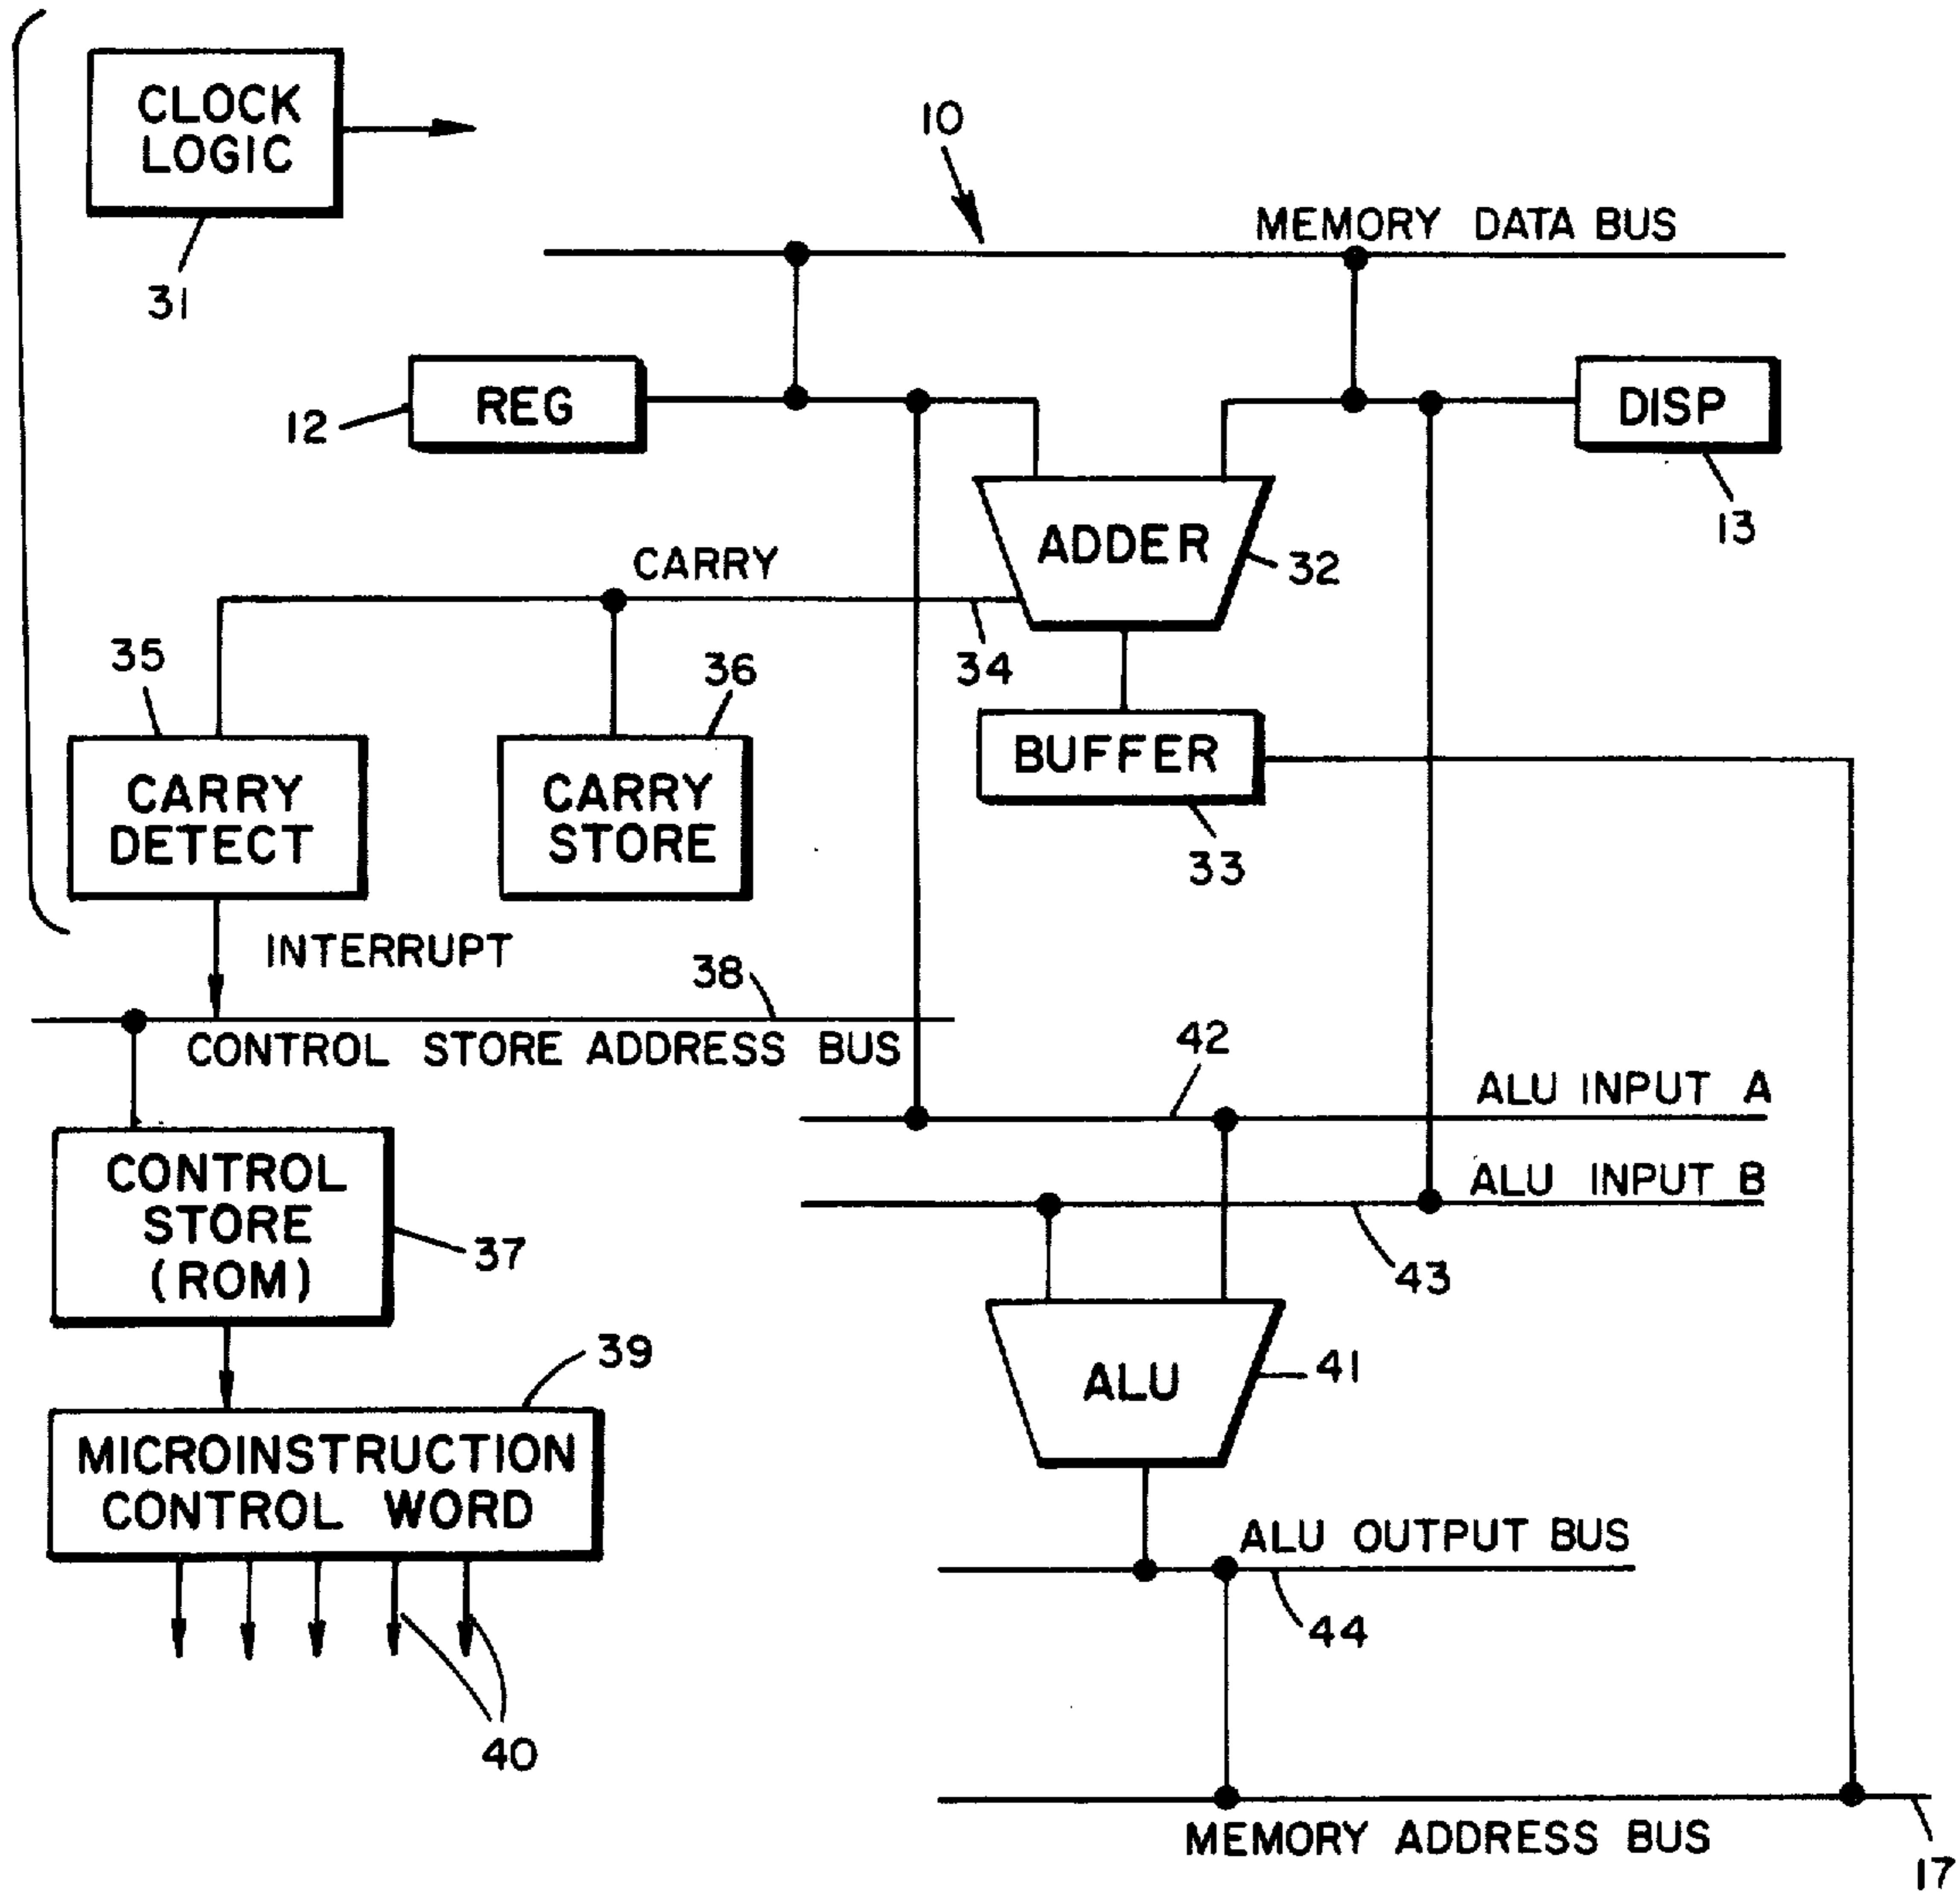 CLOCK
LOGIC
31
10
MEMORY DATA BUS
REG
12
DISP
13
ADDER
32
CARRY
34
35
36
CARRY
DETECT
CARRY
STORE
BUFFER
33
INTERRUPT
38
CONTROL STORE ADDRESS BUS
42
ALU INPUT A
ALU INPUT B
43
CONTROL
STORE
(ROM)
37
39
ALU
41
MICROINSTRUCTION
CONTROL WORD
40
ALU OUTPUT BUS
44
MEMORY ADDRESS BUS
17